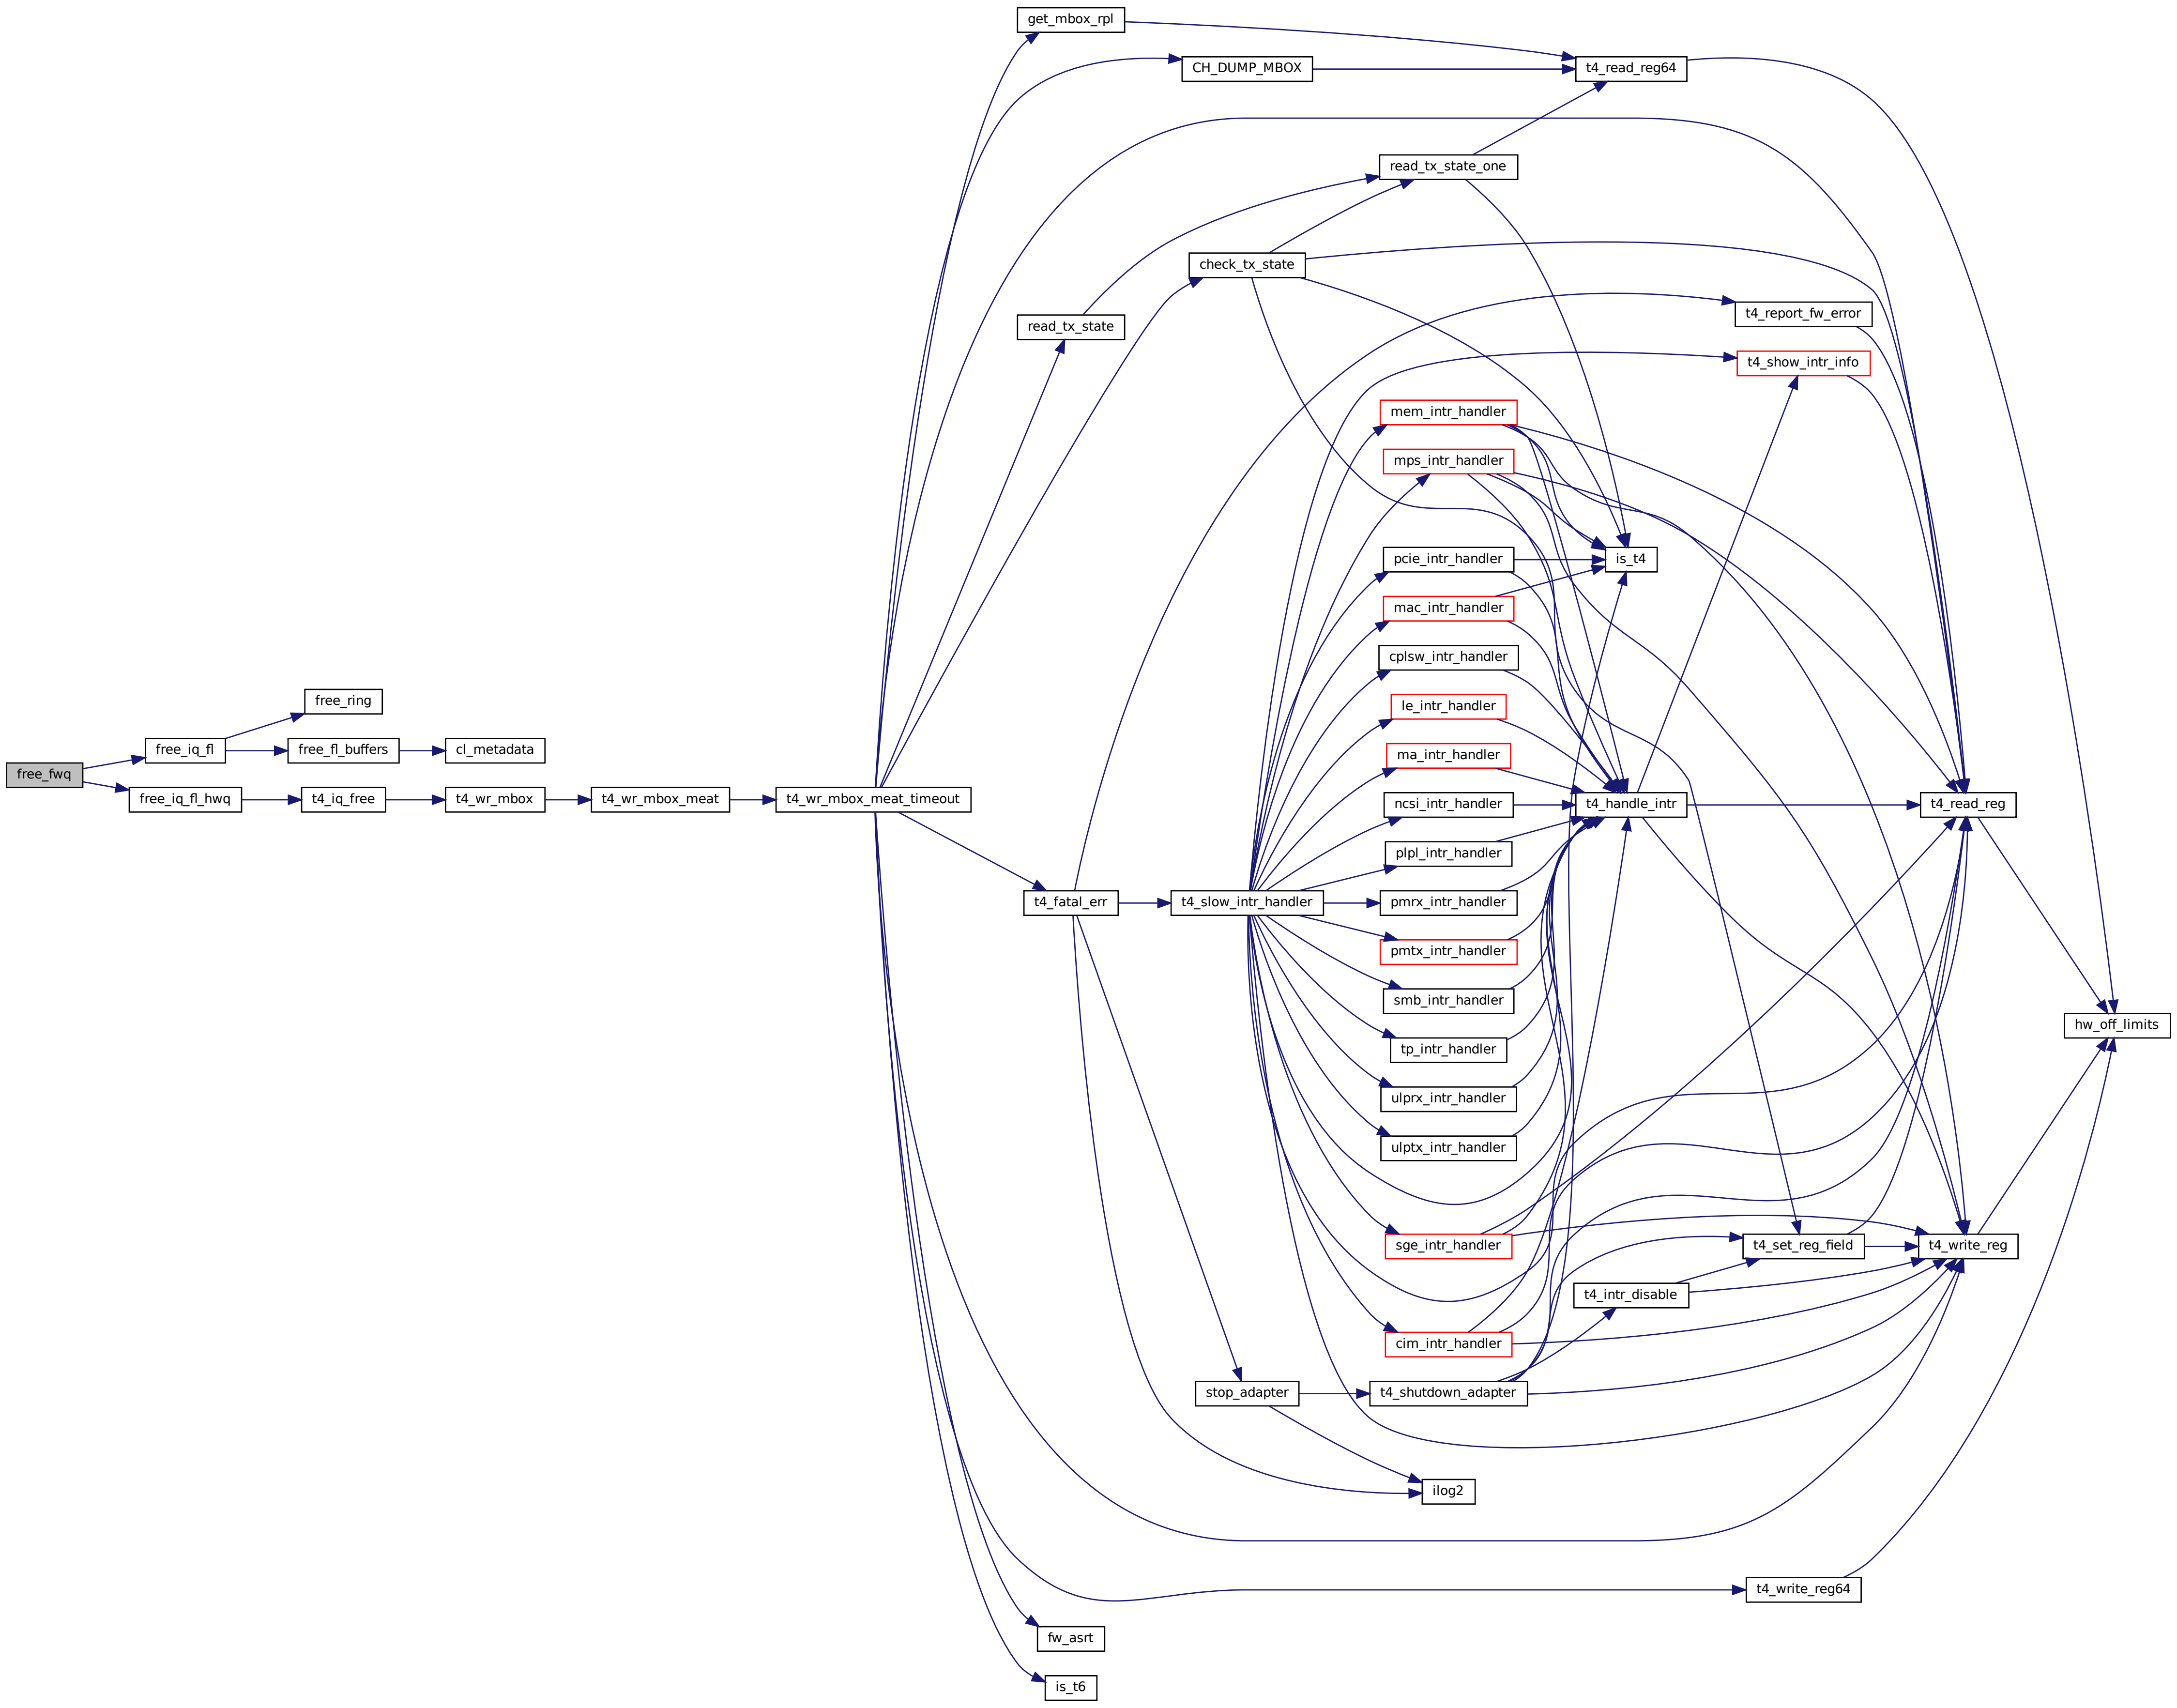 free_fwq
free_iq_fl
free_iq_fl_hwq
free_ring
free_fl_buffers
t4_iq_free
cl_metadata
t4_wr_mbox
t4_wr_mbox_meat
t4_wr_mbox_meat_timeout
get_mbox_rpl
read_tx_state
t4_fatal_err
fw_asrt
is_t6
CH_DUMP_MBOX
check_tx_state
t4_slow_intr_handler
stop_adapter
read_tx_state_one
mem_intr_handler
mps_intr_handler
pcie_intr_handler
mac_intr_handler
cplsw_intr_handler
le_intr_handler
ma_intr_handler
ncsi_intr_handler
plpl_intr_handler
pmrx_intr_handler
pmtx_intr_handler
smb_intr_handler
tp_intr_handler
ulprx_intr_handler
ulptx_intr_handler
sge_intr_handler
cim_intr_handler
t4_shutdown_adapter
ilog2
t4_read_reg64
is_t4
t4_handle_intr
t4_intr_disable
t4_report_fw_error
t4_show_intr_info
t4_set_reg_field
t4_write_reg64
t4_read_reg
t4_write_reg
hw_off_limits